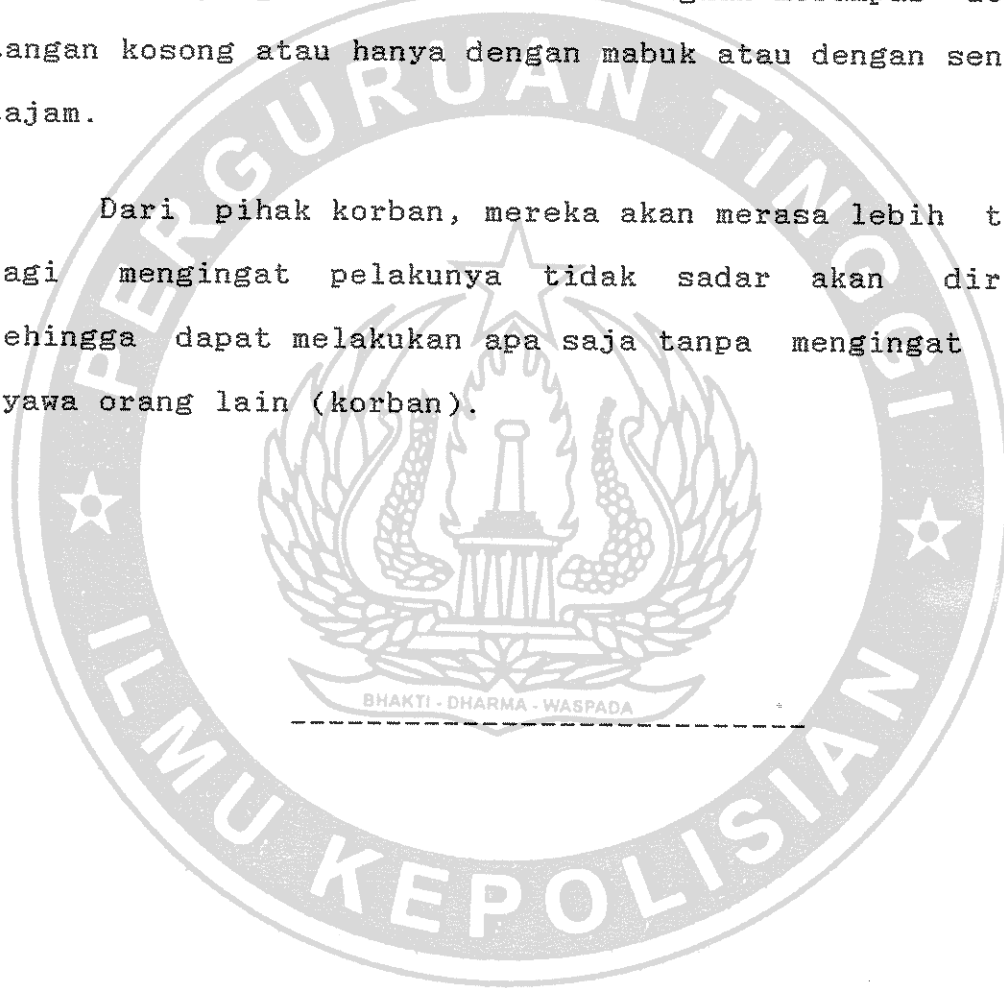 angan kosong atau hanya dengan mabuk atau dengan sen
ajam.
Dari pihak korban, mereka akan merasa lebih t
agi mengingat pelakunya tidak sadar akan dir
ehingga dapat melakukan apa saja tanpa mengingat
yawa orang lain (korban).
PERGURUAN TINGGI
BHAKTI - DHARMA - WASPADA
ILMU KEPOLISIAN